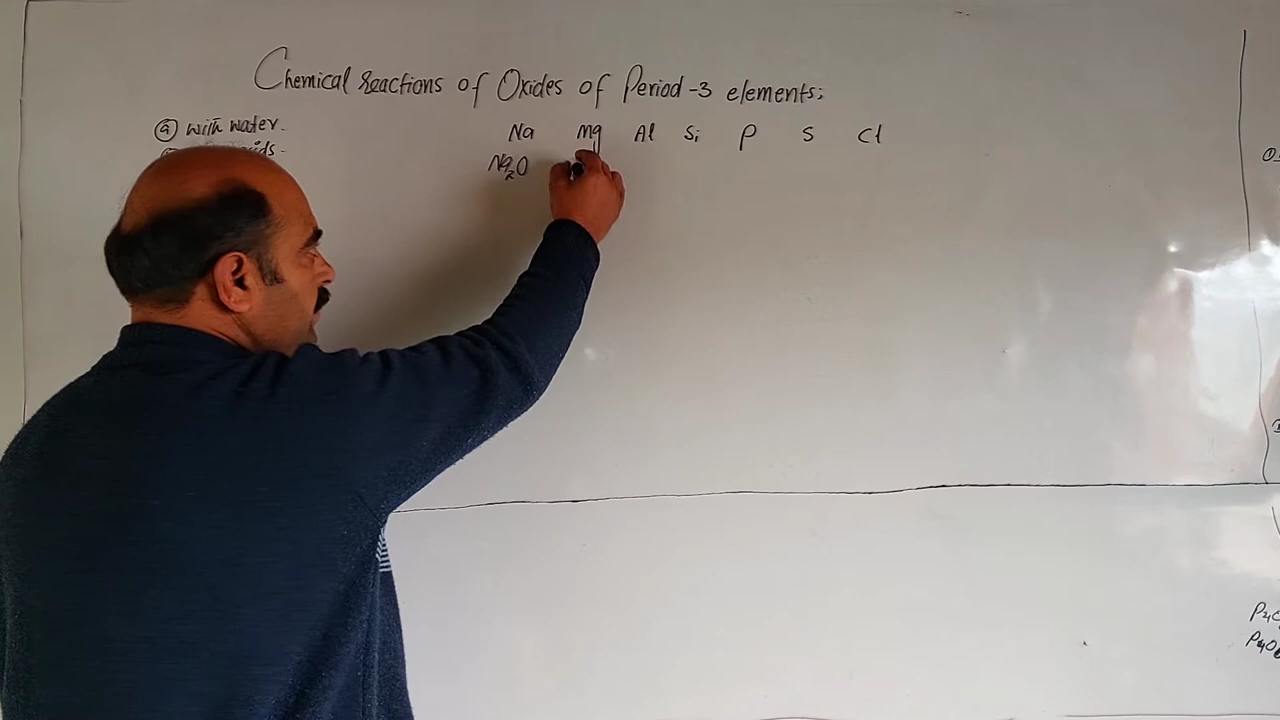 Chemical reactions of Oxides of Period-3 elements;
ⓐ with water.
Na Mg Al Si P S Cl
Na₂O